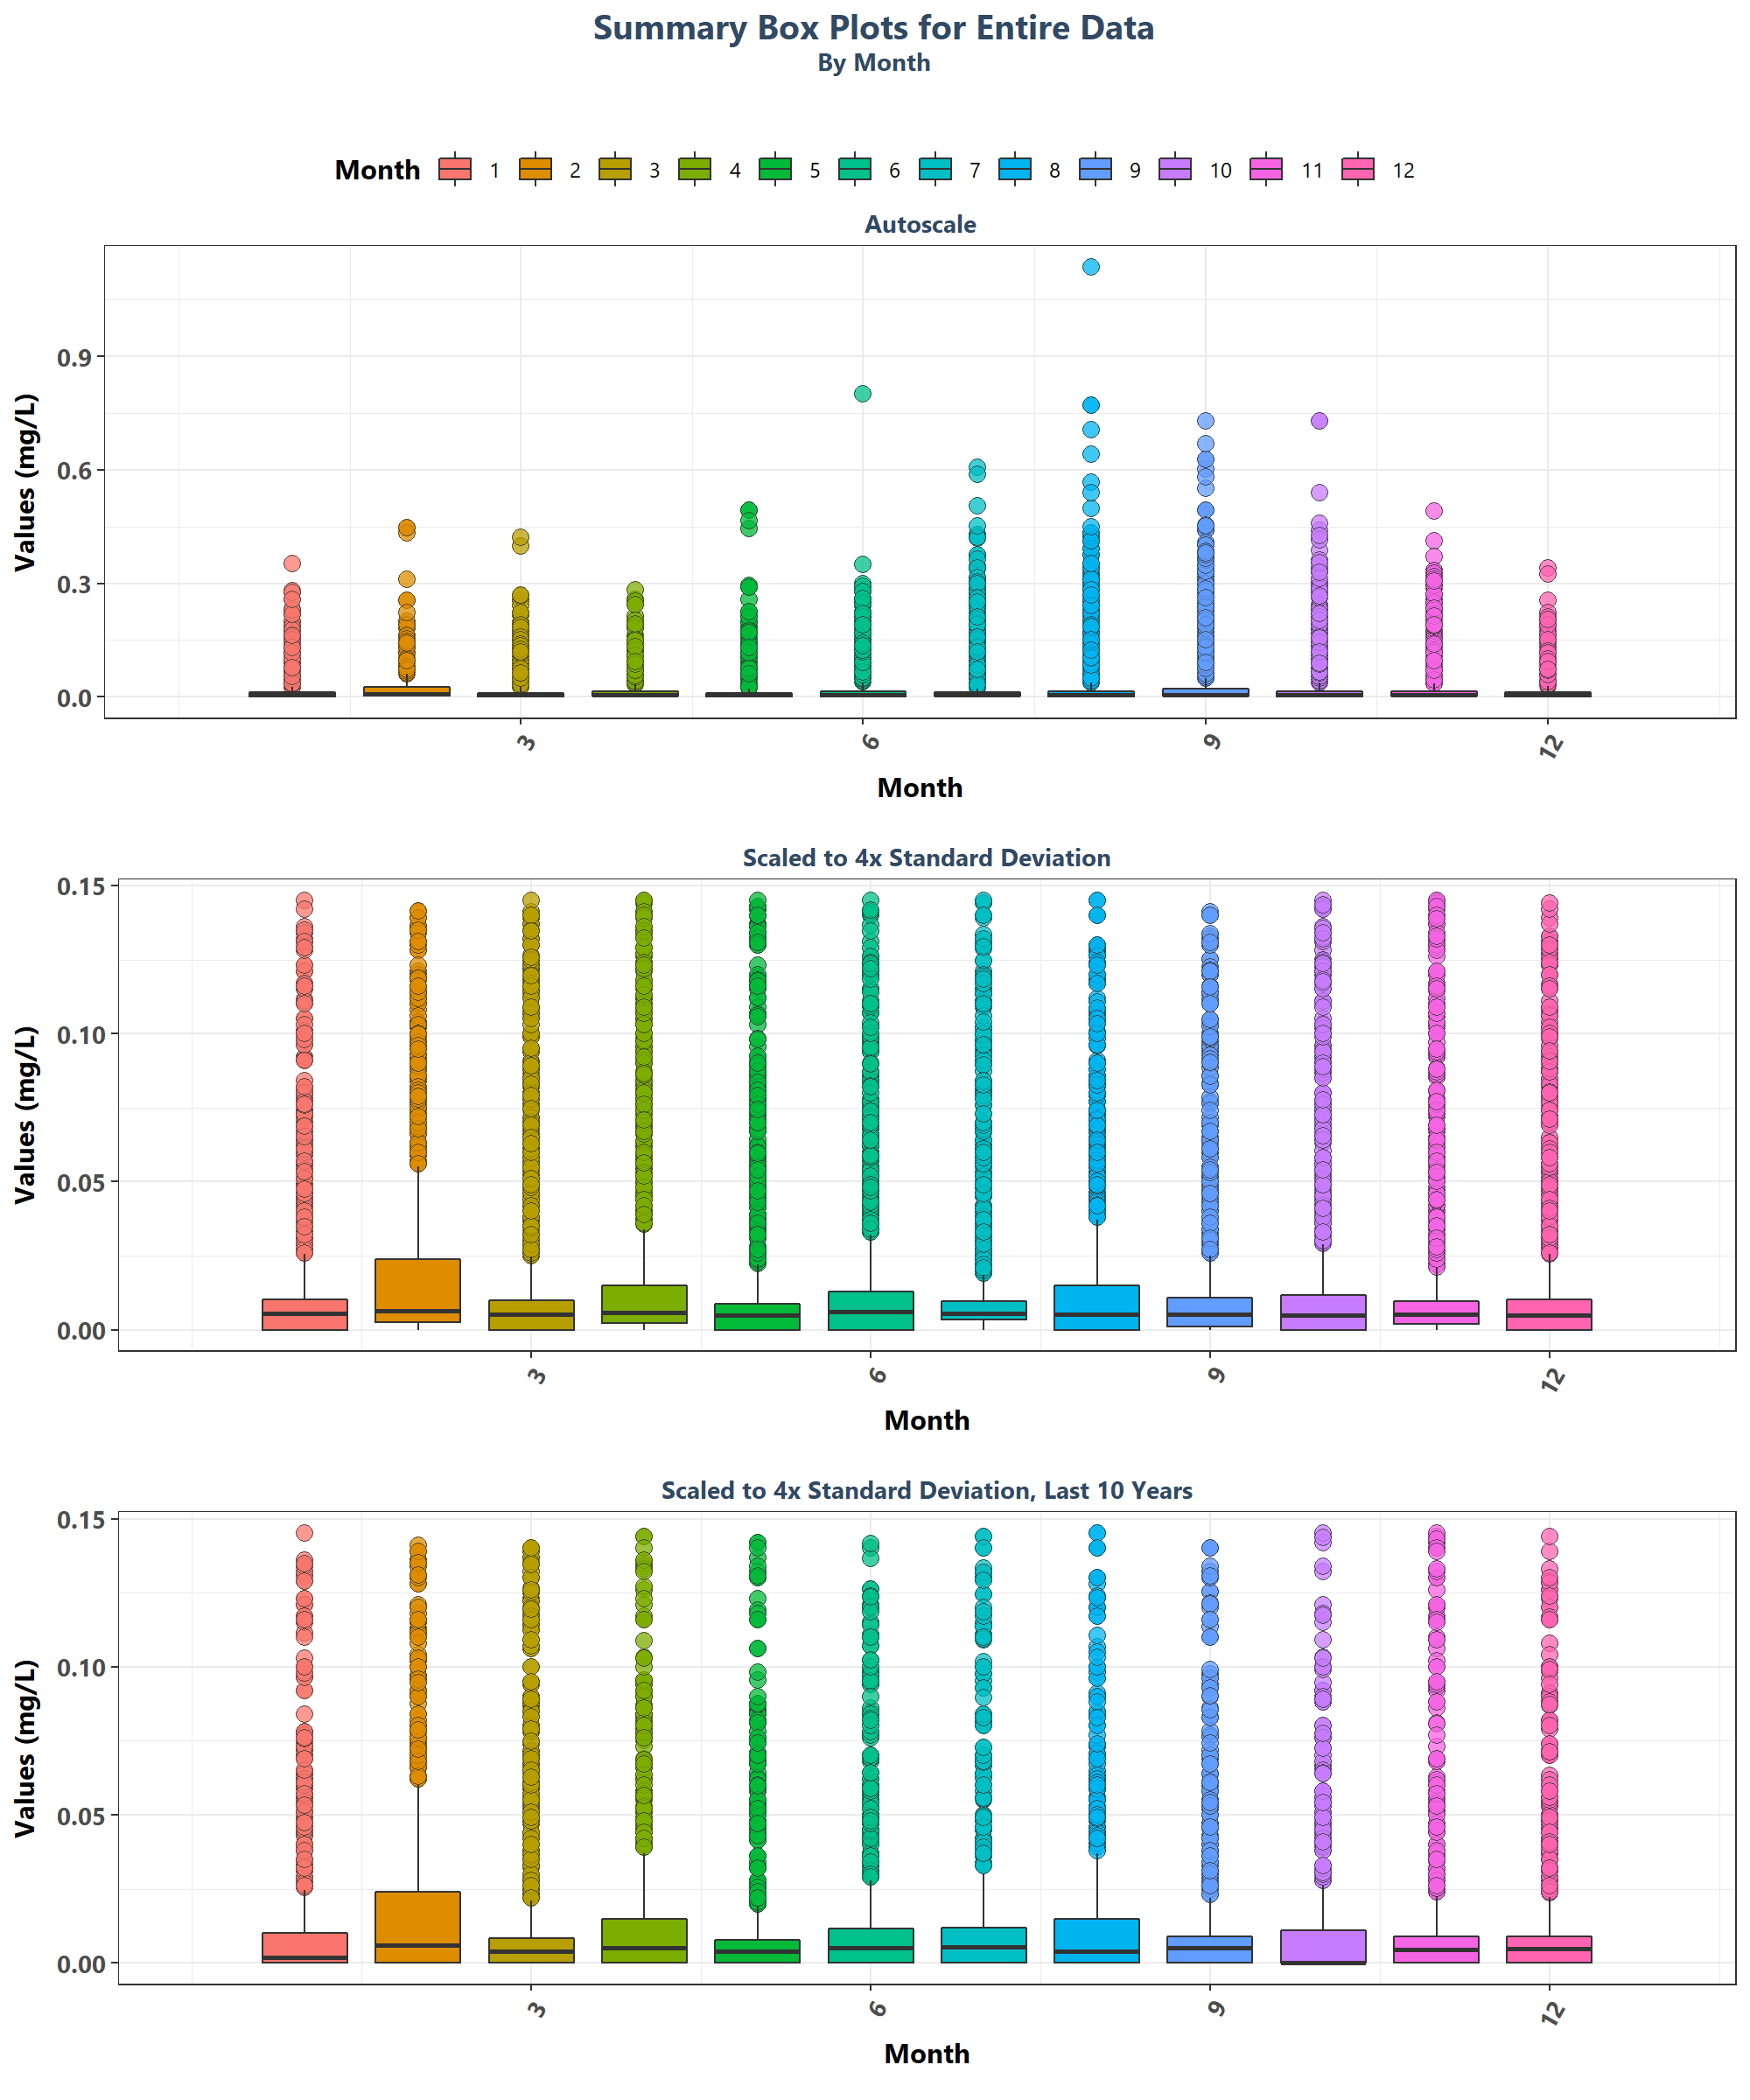 Summary Box Plots for Entire Data
By Month
Month 1 2 3 4 5 6 7 8 9 10 11 12
Autoscale
Values (mg/L)
0.9
0.6
0.3
0.0
3 6 9 12
Month
Scaled to 4x Standard Deviation
Values (mg/L)
0.15
0.10
0.05
0.00
3 6 9 12
Month
Scaled to 4x Standard Deviation, Last 10 Years
Values (mg/L)
0.15
0.10
0.05
0.00
3 6 9 12
Month